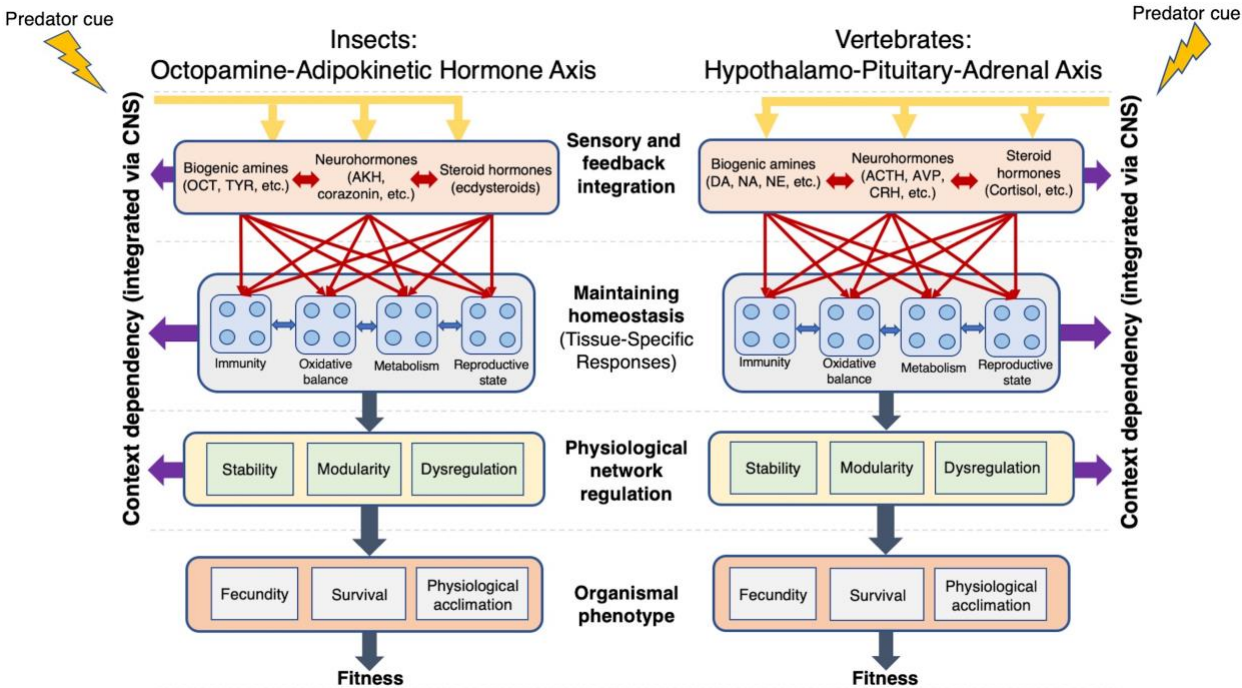 Predator cue
Predator cue
Insects:
Octopamine-Adipokinetic Hormone Axis
Vertebrates:
Hypothalamo-Pituitary-Adrenal Axis
Context dependency (integrated via CNS)
Biogenic amines
(OCT, TYR, etc.)
Neurohormones
(AKH,
corazonin, etc.)
Steroid hormones
(ecdysteroids)
Sensory and
feedback
integration
Biogenic amines
(DA, NA, NE, etc.)
Neurohormones
(ACTH, AVP,
CRH, etc.)
Steroid
hormones
(Cortisol, etc.)
Context dependency (integrated via CNS)
Immunity
Oxidative
balance
Metabolism
Reproductive
state
Maintaining
homeostasis
(Tissue-Specific
Responses)
Immunity
Oxidative
balance
Metabolism
Reproductive
state
Stability
Modularity
Dysregulation
Physiological
network
regulation
Stability
Modularity
Dysregulation
Fecundity
Survival
Physiological
acclimation
Organismal
phenotype
Fecundity
Survival
Physiological
acclimation
Fitness
Fitness